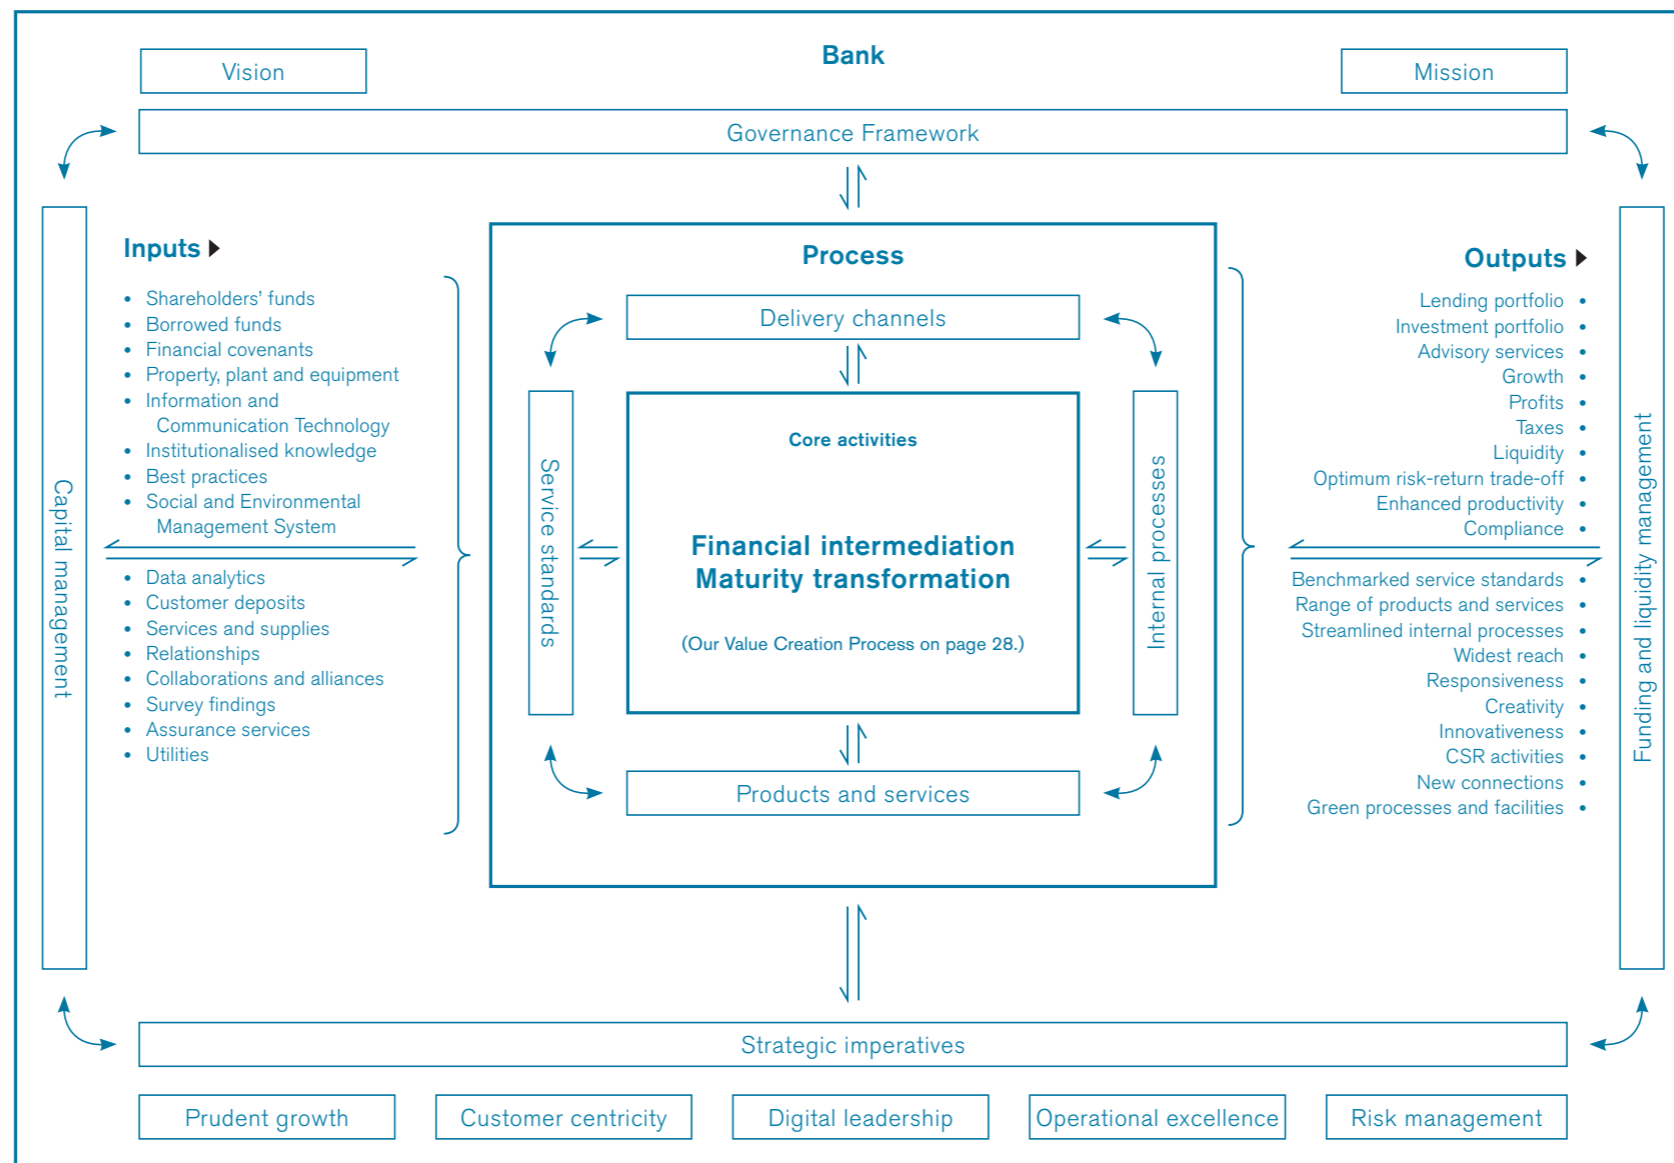 Bank
Vision
Mission
Governance Framework
Capital management
Inputs
• Shareholders' funds
• Borrowed funds
• Financial covenants
• Property, plant and equipment
• Information and
Communication Technology
• Institutionalised knowledge
• Best practices
• Social and Environmental
Management System
• Data analytics
• Customer deposits
• Services and supplies
• Relationships
• Collaborations and alliances
• Survey findings
• Assurance services
• Utilities
Process
Delivery channels
Service standards
Core activities
Financial intermediation
Maturity transformation
(Our Value Creation Process on page 28.)
Internal processes
Products and services
Outputs
Lending portfolio •
Investment portfolio •
Advisory services •
Growth •
Profits •
Taxes •
Liquidity •
Optimum risk-return trade-off •
Enhanced productivity •
Compliance •
Benchmarked service standards •
Range of products and services •
Streamlined internal processes •
Widest reach •
Responsiveness •
Creativity •
Innovativeness •
CSR activities •
New connections •
Green processes and facilities •
Funding and liquidity management
Strategic imperatives
Prudent growth
Customer centricity
Digital leadership
Operational excellence
Risk management